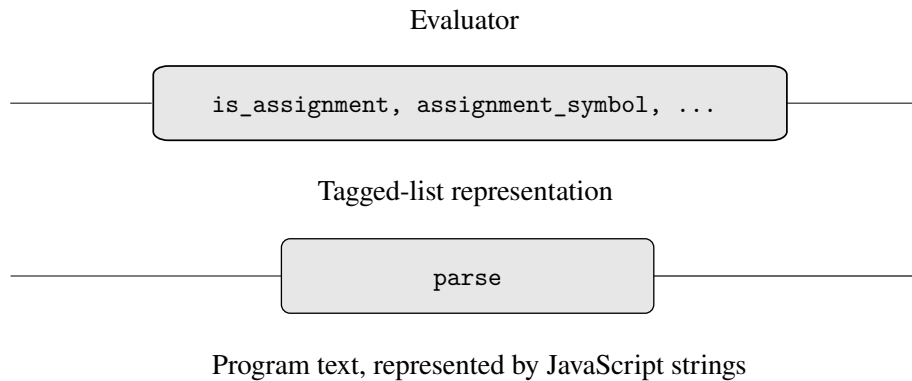 Evaluator
is_assignment, assignment_symbol, ...
Tagged-list representation
parse
Program text, represented by JavaScript strings